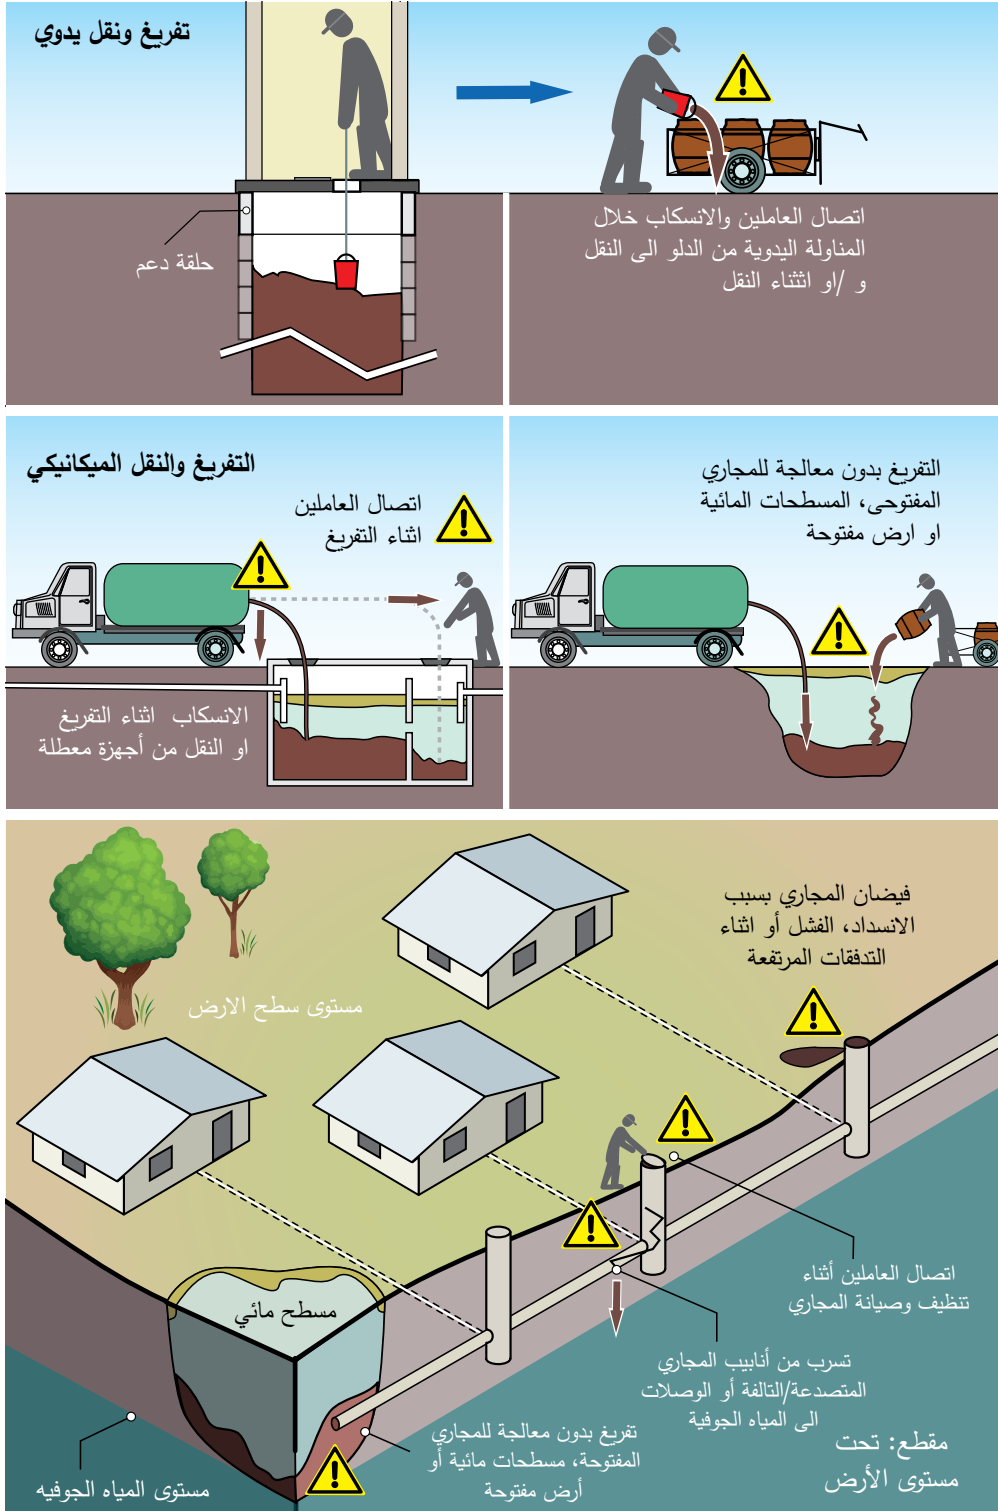 تفريغ ونقل يدوي
حلقة دعم
اتصال العاملين والانسكاب خلال
المناولة اليدوية من الدلو الى النقل
و /او اثثناء النقل
التفريغ والنقل الميكانيكي
اتصال العاملين
اثناء التفريغ
الانسكاب اثناء التفريغ
او النقل من أجهزة معطلة
التفريغ بدون معالجة للمجاري
المفتوحى، المسطحات المائية
او ارض مفتوحة
فيضان المجاري بسبب
الانسداد، الفشل أو اثناء
التدفقات المرتفعة
مستوى سطح الارض
اتصال العاملين أثناء
تنظيف وصيانة المجاري
مسطح مائي
تسرب من أنابيب المجاري
المتصدعة/التالفة أو الوصلات
الى المياه الجوفية
تفريغ بدون معالجة للمجاري
المفتوحة، مسطحات مائية أو
أرض مفتوحة
مقطع: تحت
مستوى الأرض
مستوى المياه الجوفيه